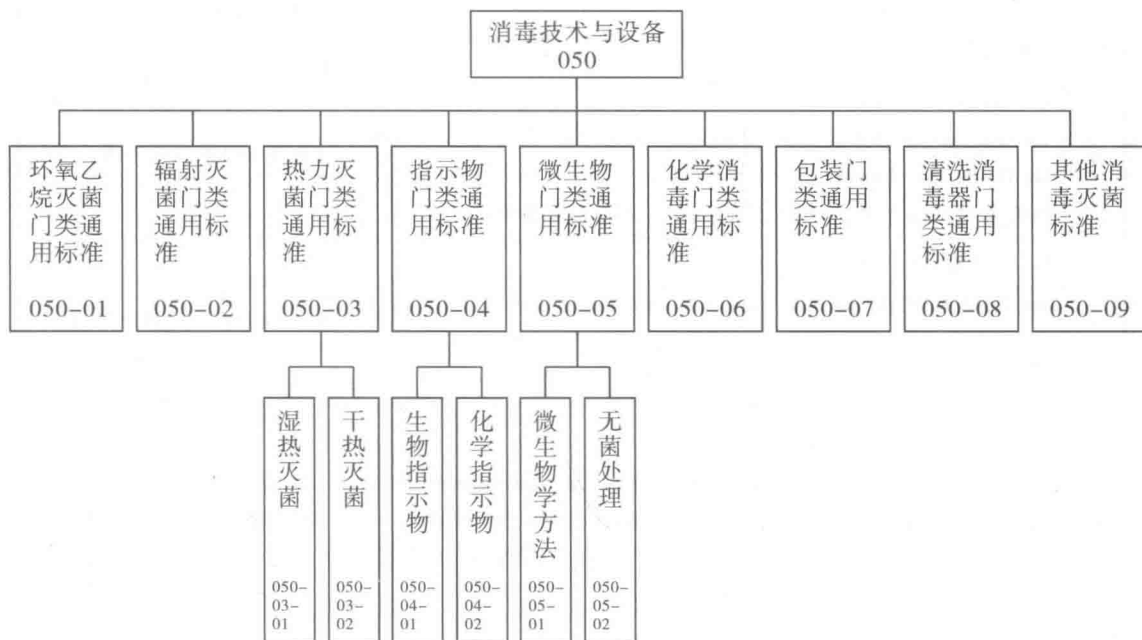 消毒技术与设备
050
环氧乙
烷灭菌
门类通
用标准
050-01
辐射灭
菌门类
通用标
准
050-02
热力灭
菌门类
通用标
准
050-03
指示物
门类通
用标准
050-04
微生物
门类通
用标准
050-05
化学消
毒门类
通用标
准
050-06
包装门
类通用
标准
050-07
清洗消
毒器门
类通用
标准
050-08
其他消
毒灭菌
标准
050-09
湿热灭菌
050-
03-
01
干热灭菌
050-
03-
02
生物指示物
050-
04-
01
化学指示物
050-
04-
02
微生物学方法
050-
05-
01
无菌处理
050-
05-
02